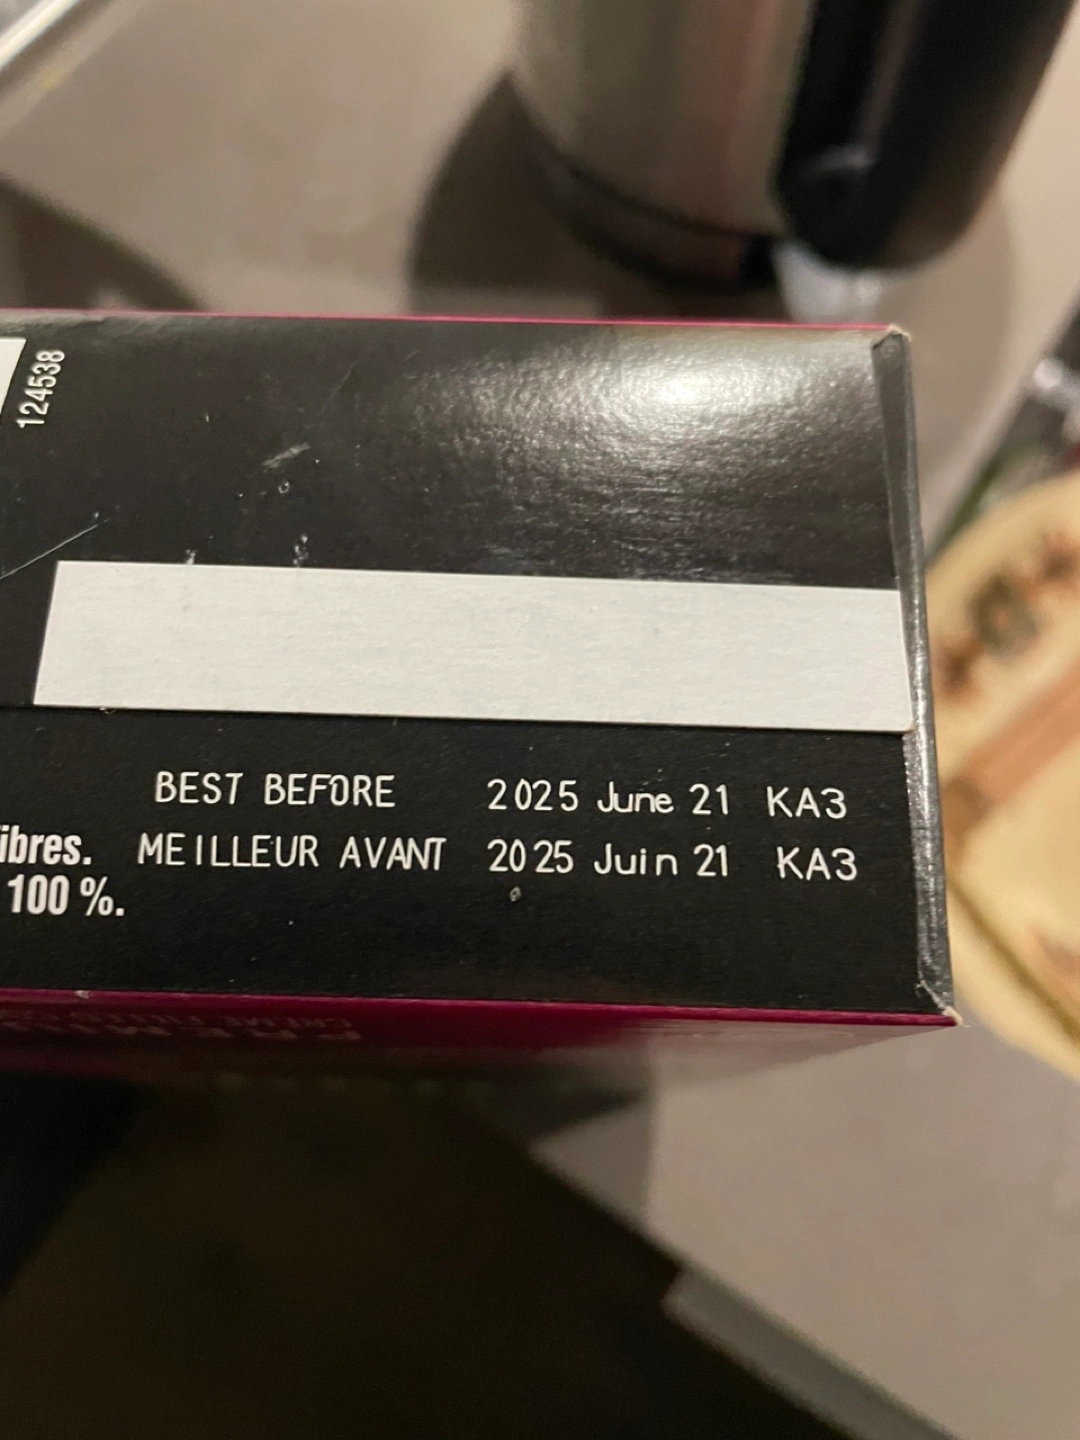 124538
BEST BEFORE 2025 June 21 KA3
ibres. MEILLEUR AVANT 2025 Juin 21 KA3
100 %.